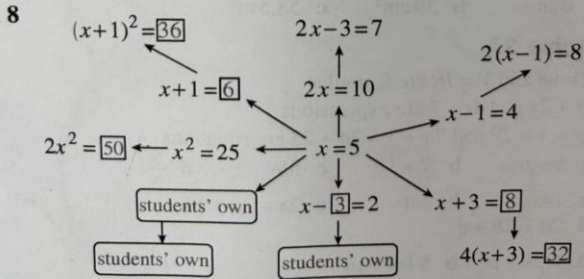 8
(x+1)² = 36
2x−3=7
2(x−1)=8
x+1=6
2x=10
x−1=4
2x² = 50
x² = 25
x=5
students' own
x−3=2
x+3=8
students' own
students' own
4(x+3)=32